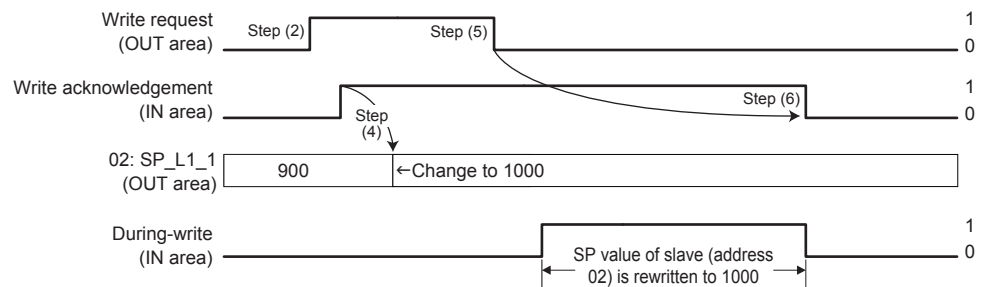 Write request
(OUT area)
Step (2)
Step (5)
1
0
Write acknowledgement
(IN area)
Step
(4)
Step (6)
1
0
02: SP_L1_1
(OUT area)
900
←Change to 1000
During-write
(IN area)
SP value of slave (address
02) is rewritten to 1000
1
0